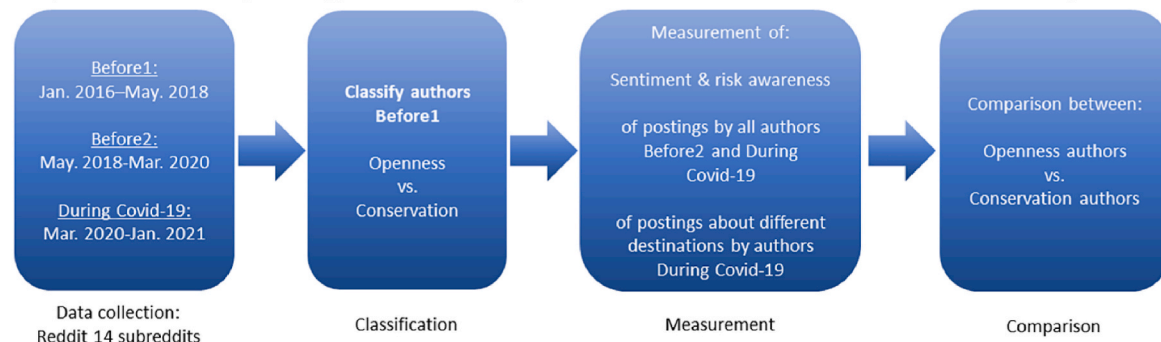 Before1:
Jan. 2016–May. 2018
Before2:
May. 2018-Mar. 2020
During Covid-19:
Mar. 2020-Jan. 2021
Data collection:
Reddit 14 subreddits
Classify authors
Before1
Openness
vs.
Conservation
Classification
Measurement of:
Sentiment & risk awareness
of postings by all authors
Before2 and During
Covid-19
of postings about different
destinations by authors
During Covid-19
Measurement
Comparison between:
Openness authors
vs.
Conservation authors
Comparison